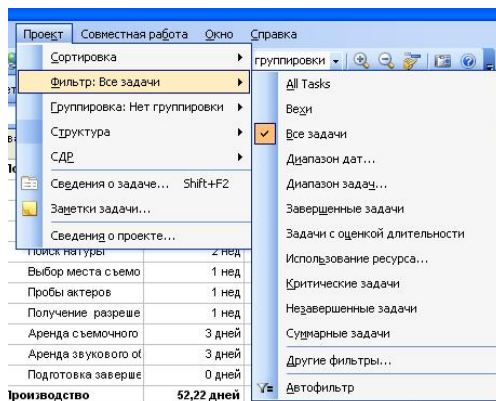 Проект Совместная работа Окно Справка
группировки
Сортировка
Фильтр: Все задачи
Группировка: Нет группировки
Структура
СДР
Сведения о задаче... Shift+F2
Заметки задачи...
Сведения о проекте...
All Tasks
Вехи
Все задачи
Диапазон дат...
Диапазон задач...
Завершенные задачи
Задачи с оценкой длительности
Использование ресурса...
Критические задачи
Незавершенные задачи
Суммарные задачи
Другие фильтры...
Автофильтр
Поиск натуры 2 нед
Выбор места съемо 1 нед
Пробы актеров 1 нед
Получение разреше 1 нед
Аренда съемочного 3 дней
Аренда звукового об 3 дней
Подготовка заверше 0 дней
Производство 52,22 дней